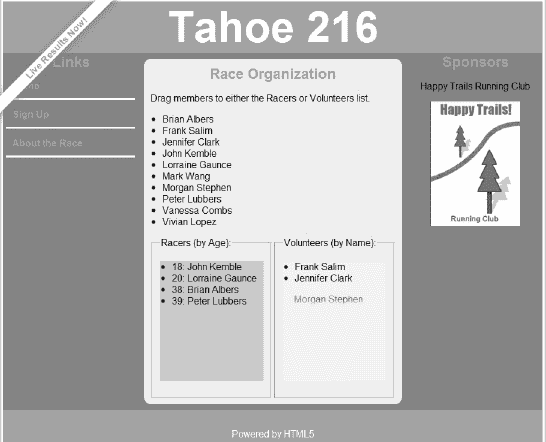 Tahoe 216
Live Results Now!
Links
Sign Up
About the Race
Race Organization
Drag members to either the Racers or Volunteers list.
Brian Albers
Frank Salim
Jennifer Clark
John Kemble
Lorraine Gaunce
Mark Wang
Morgan Stephen
Peter Lubbers
Vanessa Combs
Vivian Lopez
Racers (by Age):
18: John Kemble
20: Lorraine Gaunce
38: Brian Albers
39: Peter Lubbers
Volunteers (by Name):
Frank Salim
Jennifer Clark
Morgan Stephen
Sponsors
Happy Trails Running Club
Happy Trails!
Running Club
Powered by HTML5